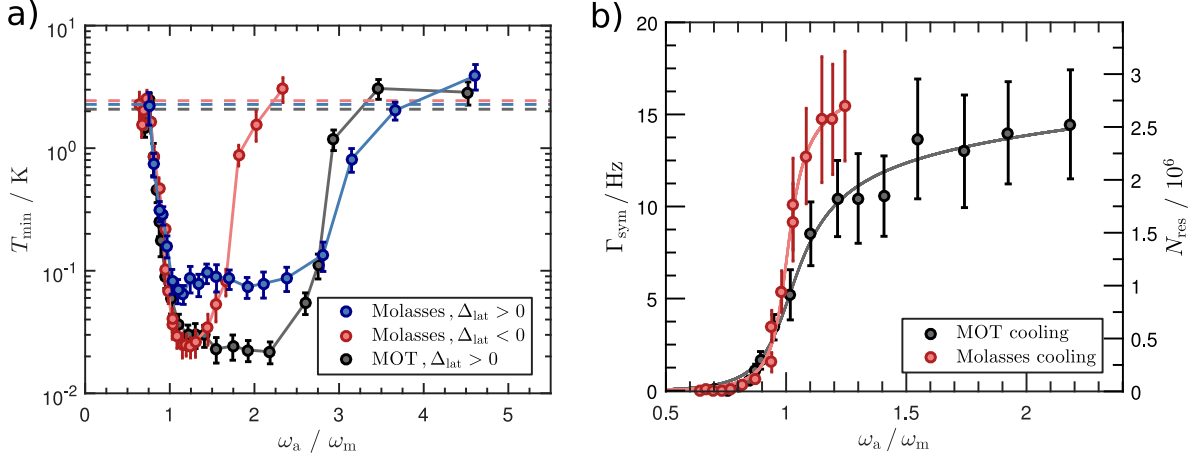 a)
10^1
10^0
10^-1
10^-2
T_min / K
0
1
2
3
4
5
ω_a / ω_m
Molasses , Δ_lat > 0
Molasses , Δ_lat < 0
MOT , Δ_lat > 0
b)
20
15
10
5
0
Γ_sym / Hz
3
2.5
2
1.5
1
0.5
0
N_res / 10^6
0.5
1
1.5
2
ω_a / ω_m
MOT cooling
Molasses cooling